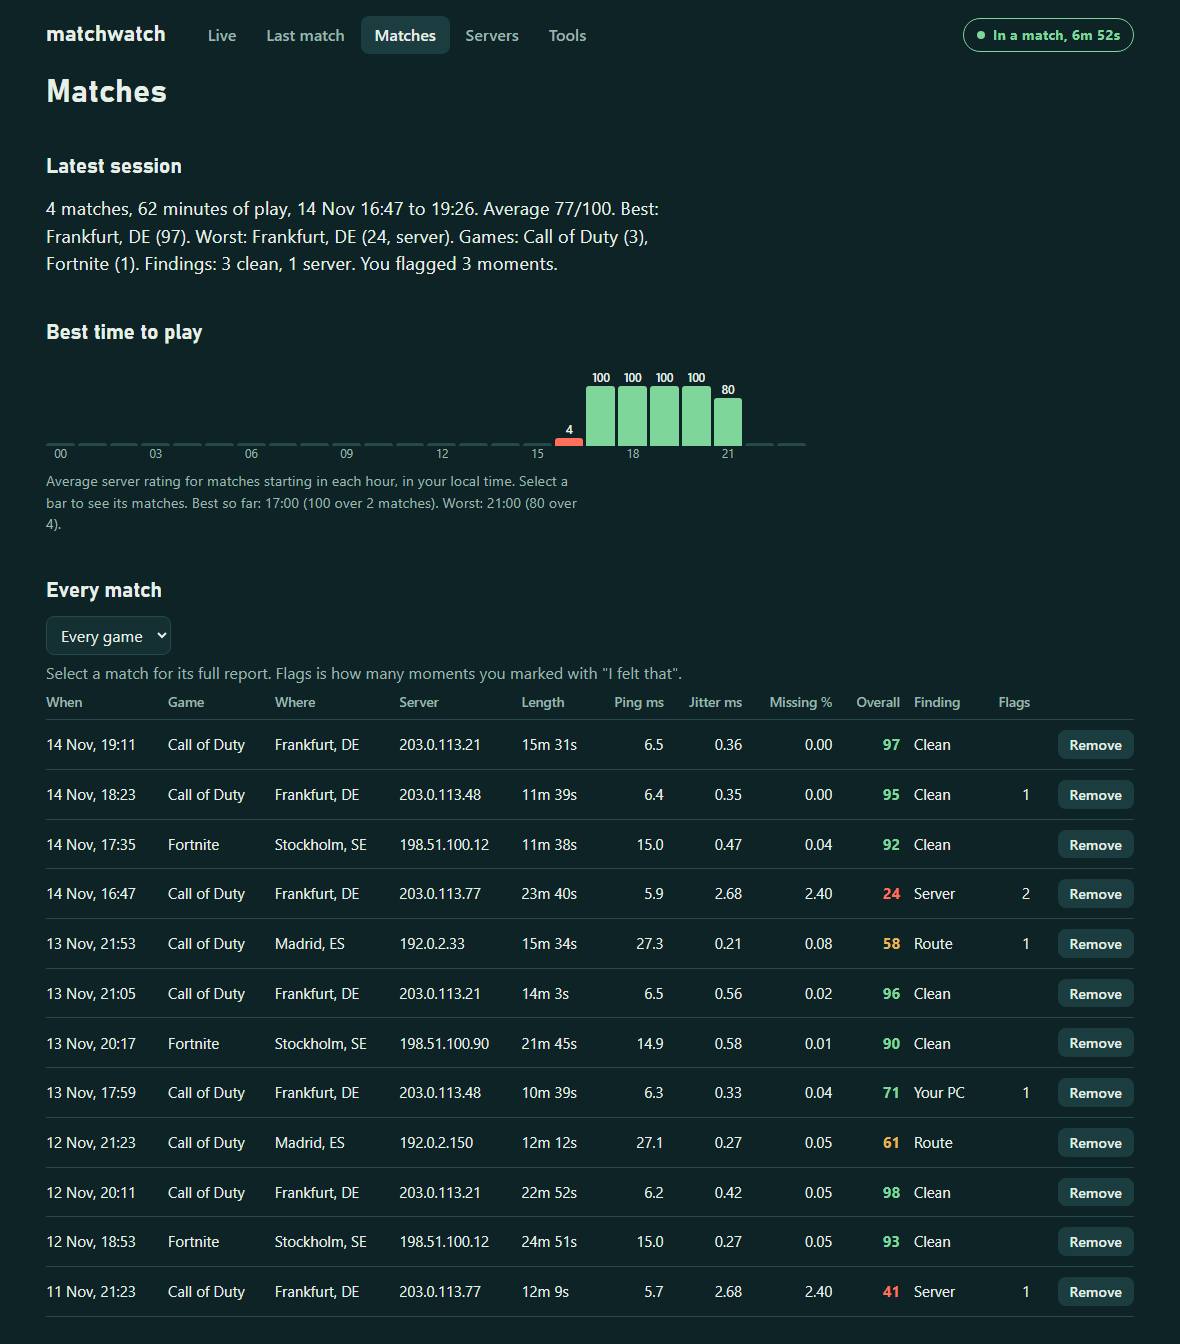 matchwatch Live Last match Matches Servers Tools In a match, 6m 52s
Matches
Latest session
4 matches, 62 minutes of play, 14 Nov 16:47 to 19:26. Average 77/100. Best:
Frankfurt, DE (97). Worst: Frankfurt, DE (24, server). Games: Call of Duty (3),
Fortnite (1). Findings: 3 clean, 1 server. You flagged 3 moments.
Best time to play
4 100 100 100 100 80
00 03 06 09 12 15 18 21
Average server rating for matches starting in each hour, in your local time. Select a
bar to see its matches. Best so far: 17:00 (100 over 2 matches). Worst: 21:00 (80 over
4).
Every match
Every game
Select a match for its full report. Flags is how many moments you marked with "I felt that".
When Game Where Server Length Ping ms Jitter ms Missing % Overall Finding Flags
14 Nov, 19:11 Call of Duty Frankfurt, DE 203.0.113.21 15m 31s 6.5 0.36 0.00 97 Clean Remove
14 Nov, 18:23 Call of Duty Frankfurt, DE 203.0.113.48 11m 39s 6.4 0.35 0.00 95 Clean 1 Remove
14 Nov, 17:35 Fortnite Stockholm, SE 198.51.100.12 11m 38s 15.0 0.47 0.04 92 Clean Remove
14 Nov, 16:47 Call of Duty Frankfurt, DE 203.0.113.77 23m 40s 5.9 2.68 2.40 24 Server 2 Remove
13 Nov, 21:53 Call of Duty Madrid, ES 192.0.2.33 15m 34s 27.3 0.21 0.08 58 Route 1 Remove
13 Nov, 21:05 Call of Duty Frankfurt, DE 203.0.113.21 14m 3s 6.5 0.56 0.02 96 Clean Remove
13 Nov, 20:17 Fortnite Stockholm, SE 198.51.100.90 21m 45s 14.9 0.58 0.01 90 Clean Remove
13 Nov, 17:59 Call of Duty Frankfurt, DE 203.0.113.48 10m 39s 6.3 0.33 0.04 71 Your PC 1 Remove
12 Nov, 21:23 Call of Duty Madrid, ES 192.0.2.150 12m 12s 27.1 0.27 0.05 61 Route Remove
12 Nov, 20:11 Call of Duty Frankfurt, DE 203.0.113.21 22m 52s 6.2 0.42 0.05 98 Clean Remove
12 Nov, 18:53 Fortnite Stockholm, SE 198.51.100.12 24m 51s 15.0 0.27 0.05 93 Clean Remove
11 Nov, 21:23 Call of Duty Frankfurt, DE 203.0.113.77 12m 9s 5.7 2.68 2.40 41 Server 1 Remove